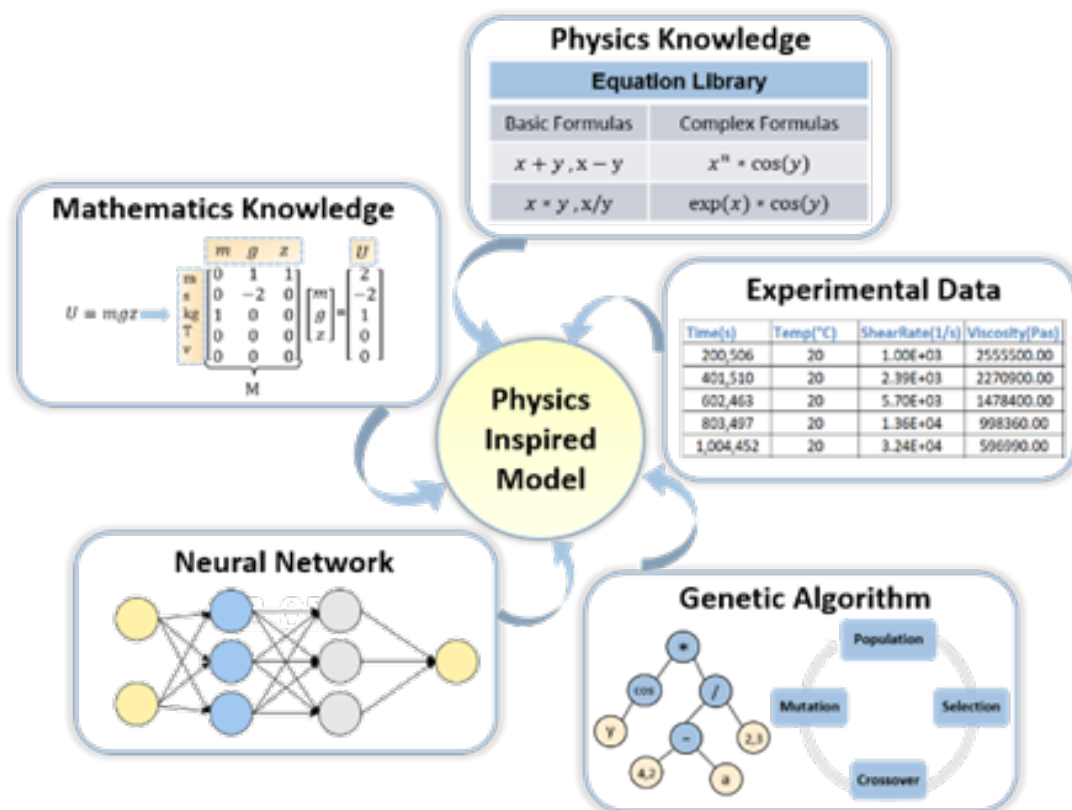 Physics Knowledge
Equation Library
Basic Formulas Complex Formulas
x + y , x − y xⁿ * cos(y)
x * y , x/y exp(x) * cos(y)
Mathematics Knowledge
m g z U
m 0 1 1 2
s 0 −2 0 m −2
U = mgz kg 1 0 0 g = 1
T 0 0 0 z 0
v 0 0 0 0
M
Experimental Data
Time(s) Temp(°C) ShearRate(1/s) Viscosity(Pas)
200,506 20 1.00E+03 2555500.00
401,510 20 2.39E+03 2270900.00
602,463 20 5.70E+03 1478400.00
803,497 20 1.36E+04 998360.00
1,004,452 20 3.24E+04 596990.00
Physics
Inspired
Model
Neural Network
Genetic Algorithm
*
cos /
y − 2,3
4,2 a
Population
Mutation Selection
Crossover